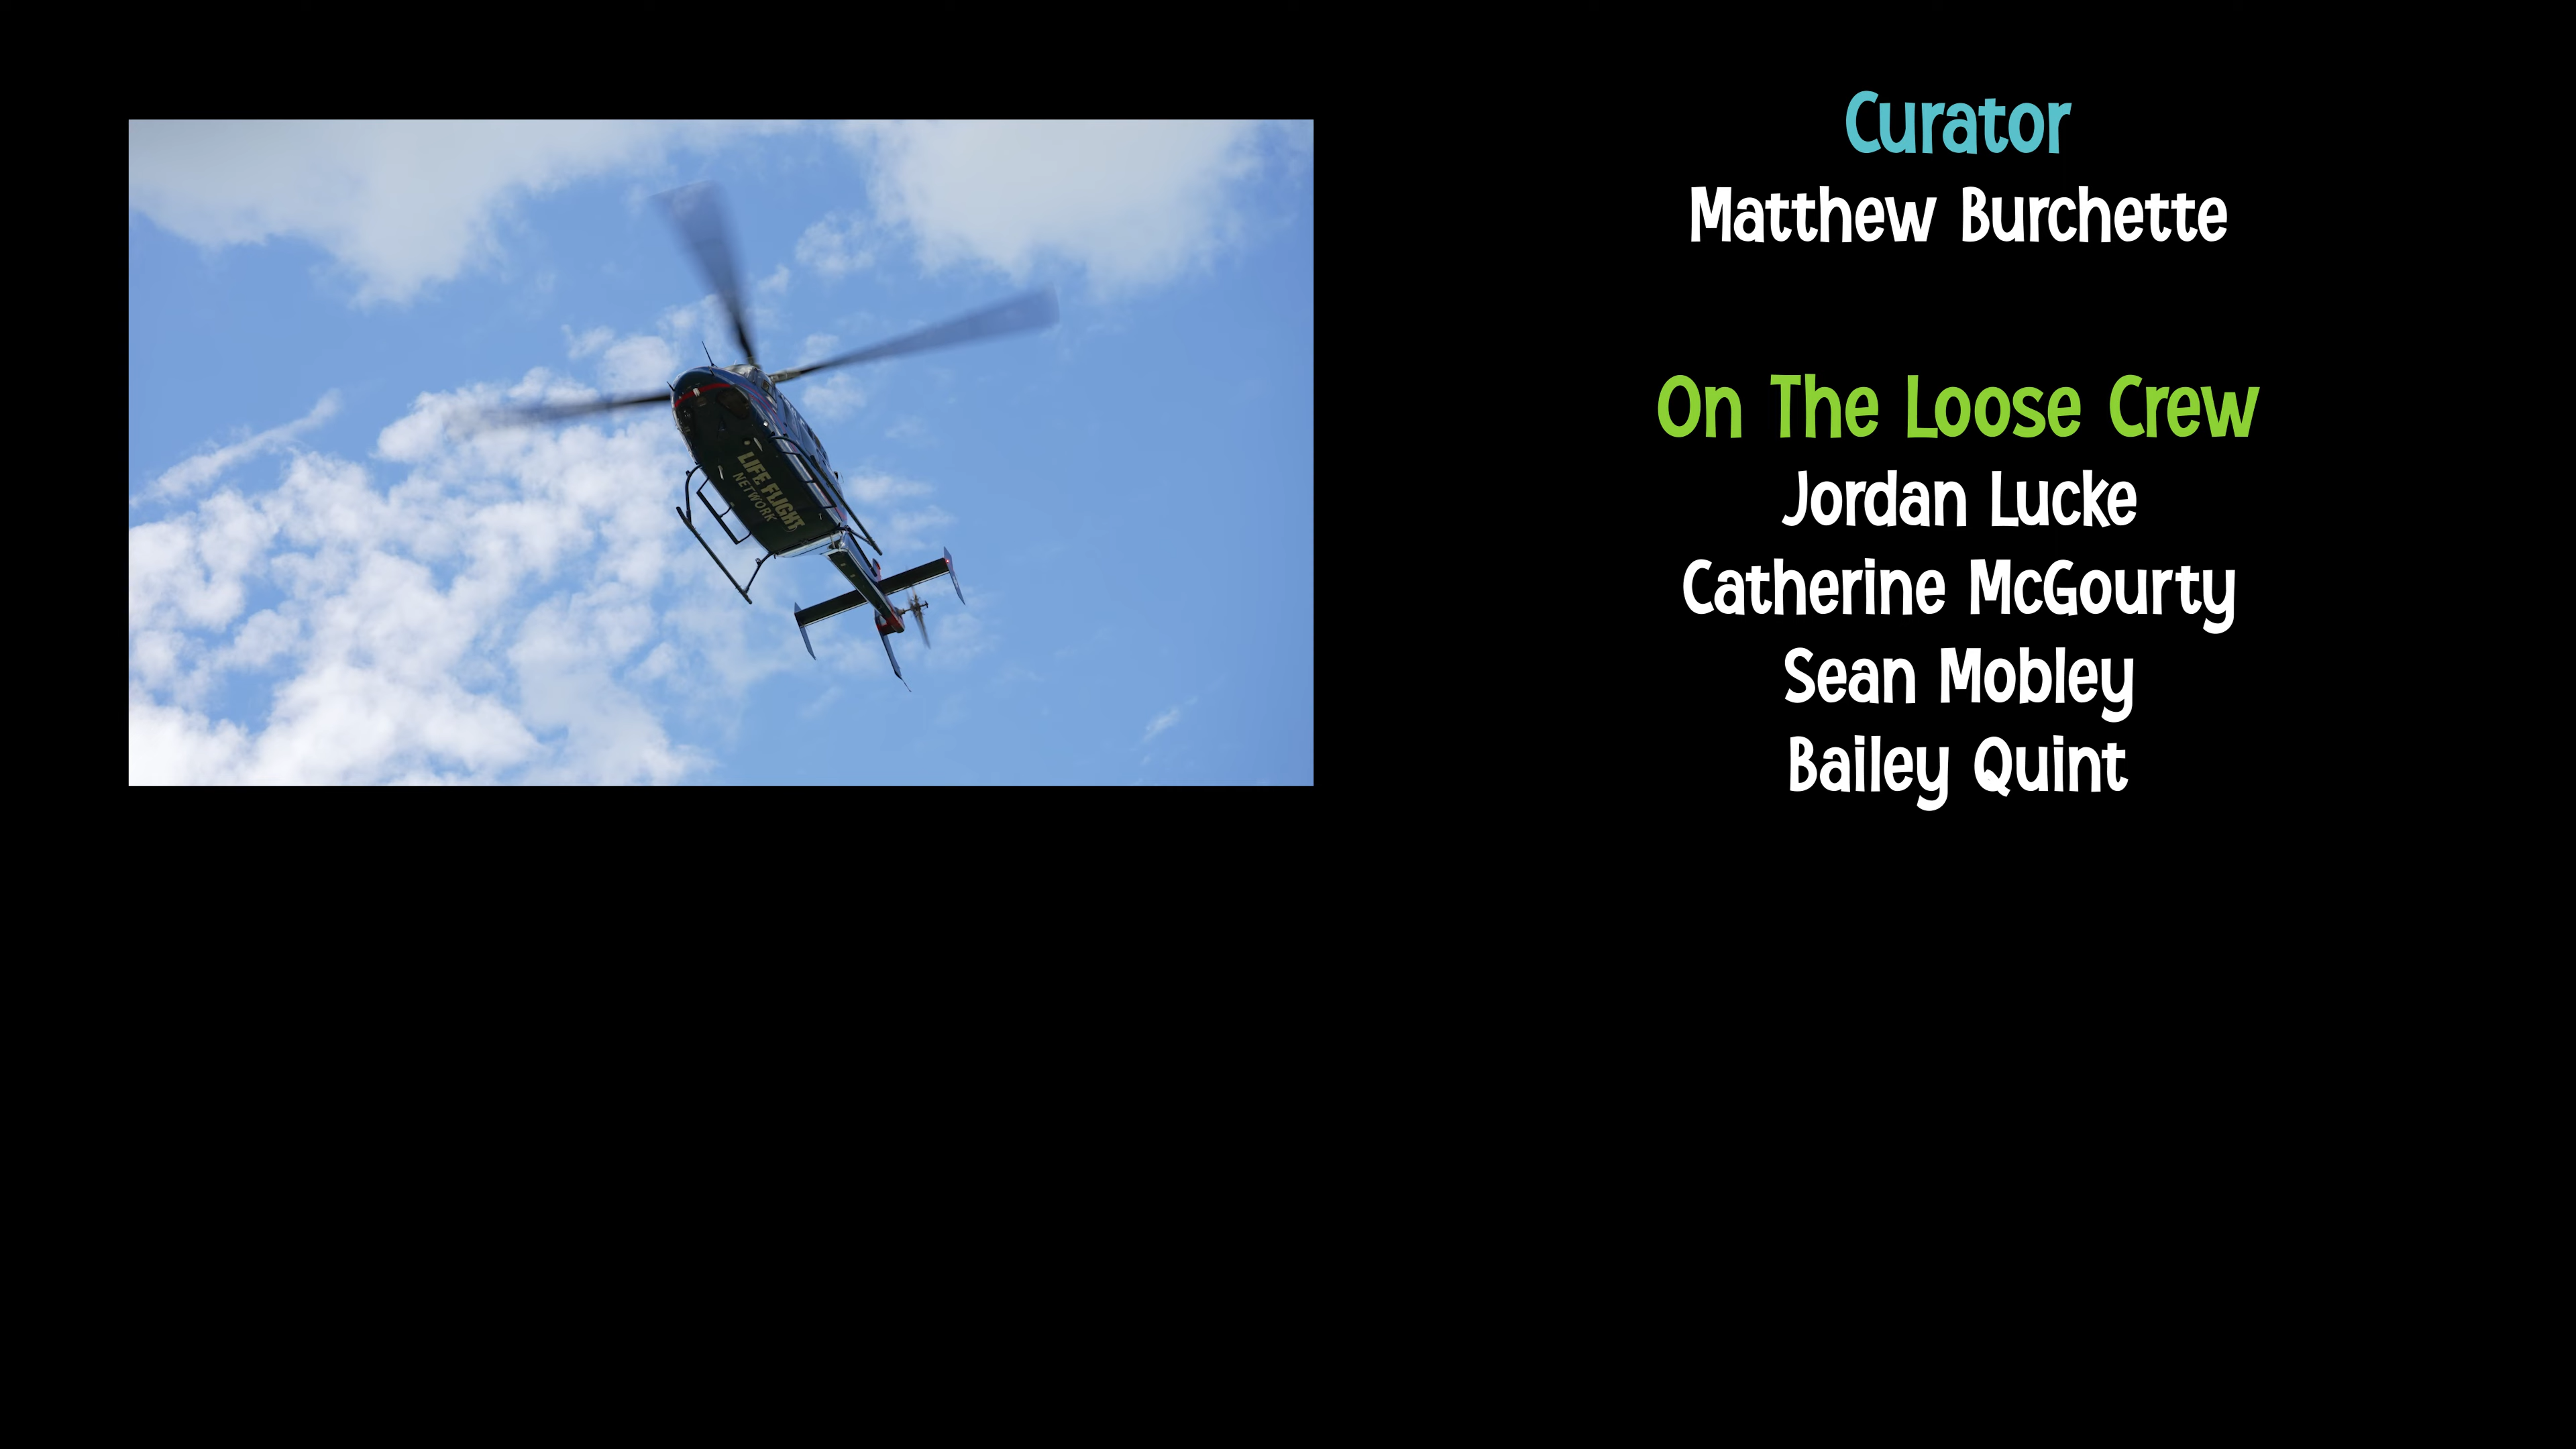 LIFE FLIGHT
NETWORK
Curator
Matthew Burchette
On The Loose Crew
Jordan Lucke
Catherine McGourty
Sean Mobley
Bailey Quint